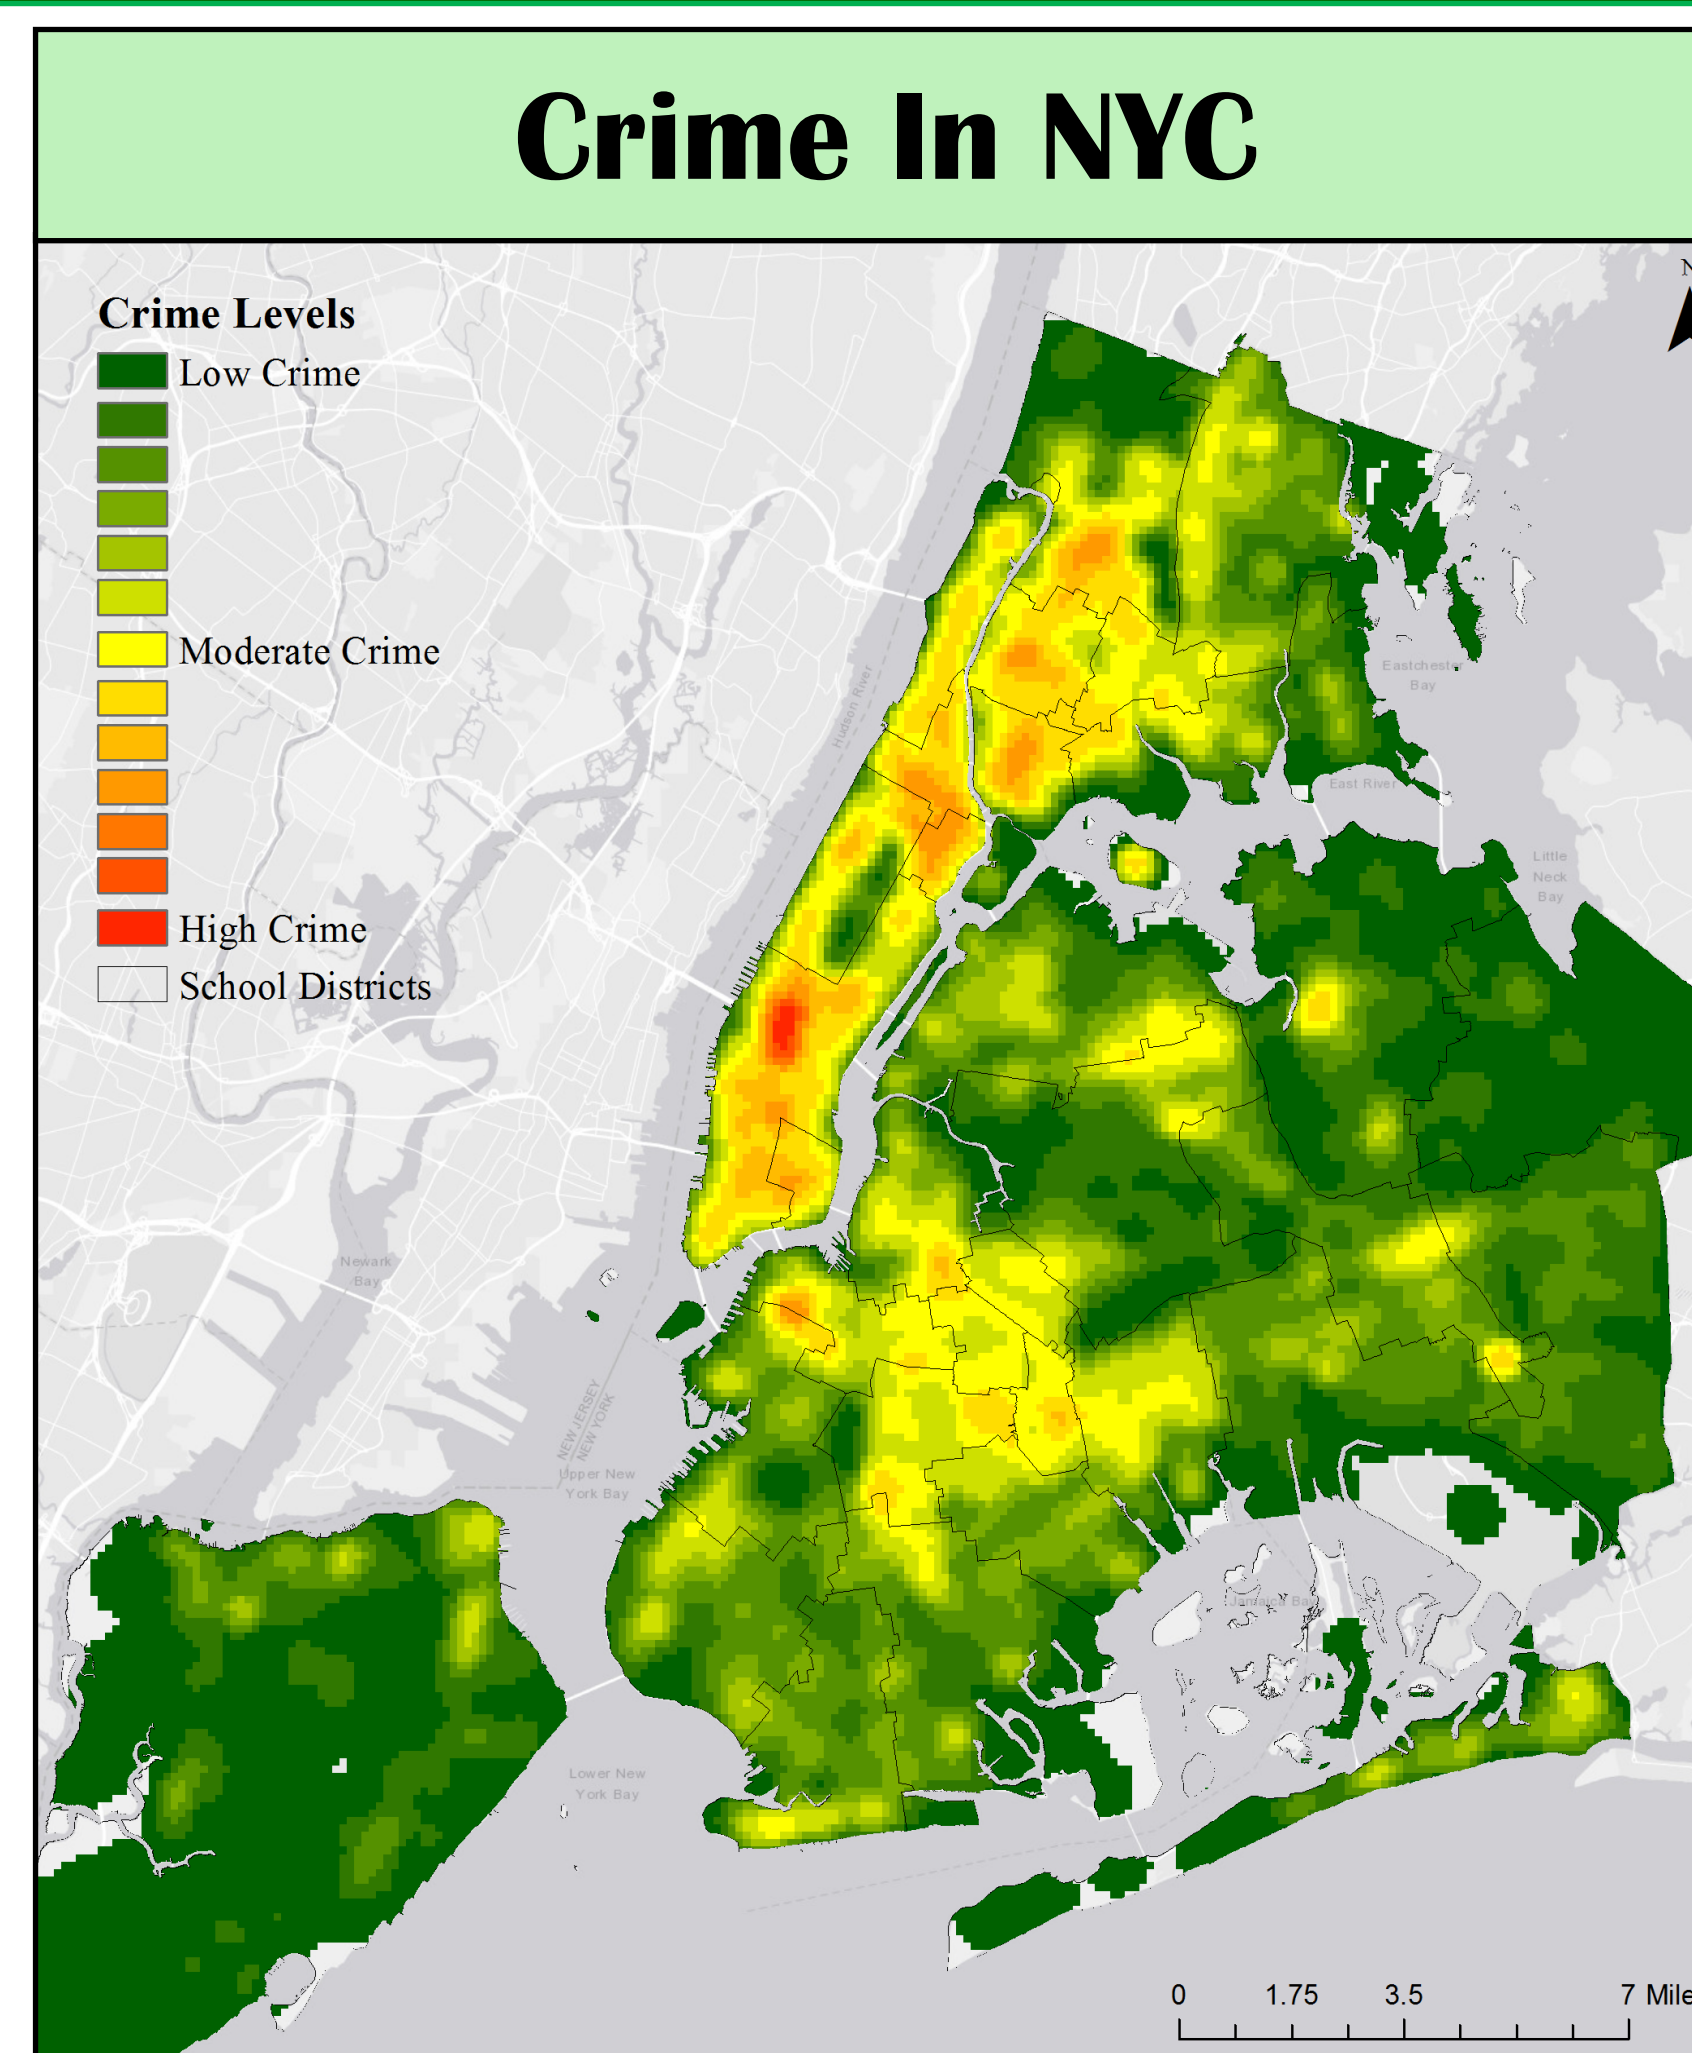 Crime In NYC
N
Crime Levels
Low Crime
Moderate Crime
High Crime
School Districts
Hudson River
Eastchester
Bay
East River
Little
Neck
Bay
Newark
Bay
NEW JERSEY
NEW YORK
Upper New
York Bay
Jamaica Bay
Lower New
York Bay
0 1.75 3.5 7 Mile